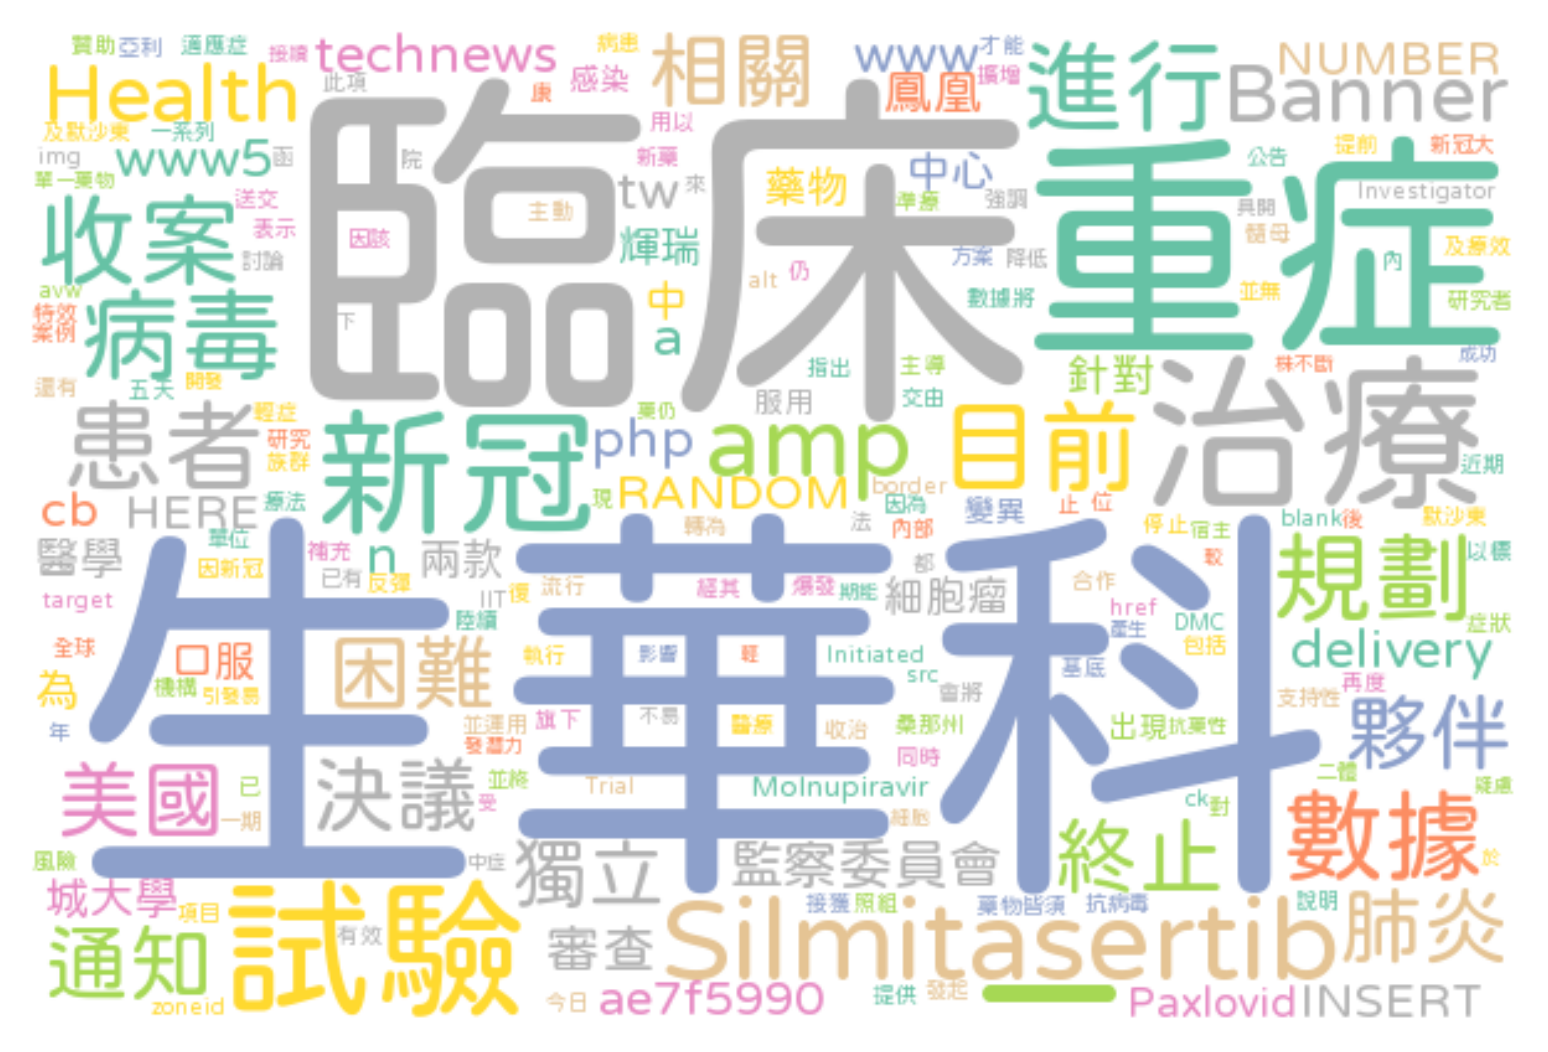 贊助 亞利 適應症 接續 technews 病患 相關 www 才能 進行 NUMBER
Health 此項 康 感染 鳳凰 擴增 Banner
及默沙東 一系列 用以
img www5 函 院 新藥 中心 公告 提前 新冠大
單一藥物 送交 tw 來 藥物 準療 強調 Investigator
收案 表示 主動 因該 輝瑞 具開 髓母 及療效
臨床 重症
討論 alt 仍 方案 降低 內
avw 特效 案例 病毒 下 中 a 數據將 並無 研究者
還有 五天 開發 指出 主導 針對 株不斷 成功
患者 輕症 服用 交由 治療
研究 族群 新冠 藥仍 php amp 目前 近期
cb HERE 療法 現 RANDOM border 因為 變異 止 位
醫學 單位 補充 n 兩款 轉為 法 內部 停止 宿主 blank 後 默沙東
因新冠 已有 反彈 都 較 規劃 以標
target IIT 復 流行 經其 爆發 期能 細胞瘤 合作 href
生華科
全球 口服 困難 陸續 執行 影響 輕 Initiated 產生 DMC 包括 delivery 症狀
為 機構 引發易 src 會將 基底 再度
年 並運用 旗下 不易 醫療 收治 桑那州 出現 抗藥性 支持性 夥伴
發潛力 同時
美國 已 決議 並終 Trial Molnupiravir 二體 疑慮
一期 受 細胞 ck 對 數據
風險 中症 獨立 監察委員會 終止 於
城大學 項目 試驗 接獲 照組 藥物皆須 抗病毒 說明 肺炎
通知 有效 審查 Silmitasertib
zoneid 今日 ae7f5990 提供 發起 Paxlovid INSERT